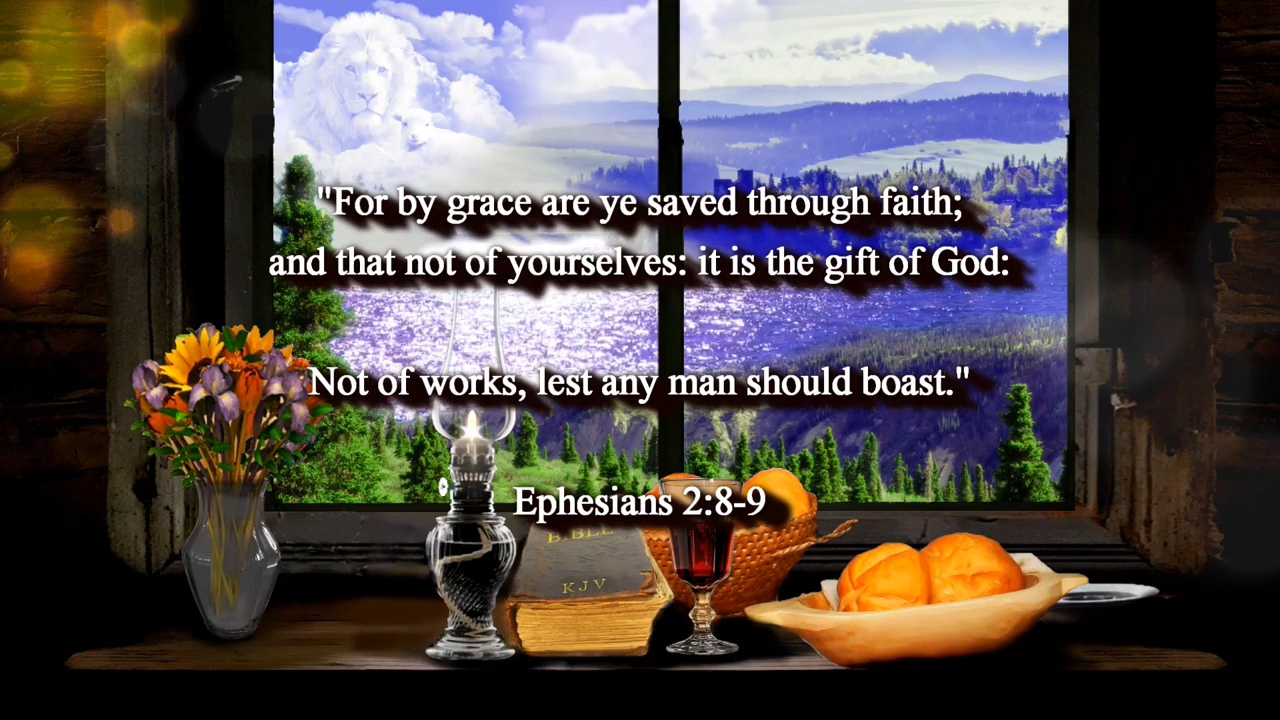 "For by grace are ye saved through faith;
and that not of yourselves: it is the gift of God:
Not of works, lest any man should boast."
Ephesians 2:8-9
BIBLE
KJV